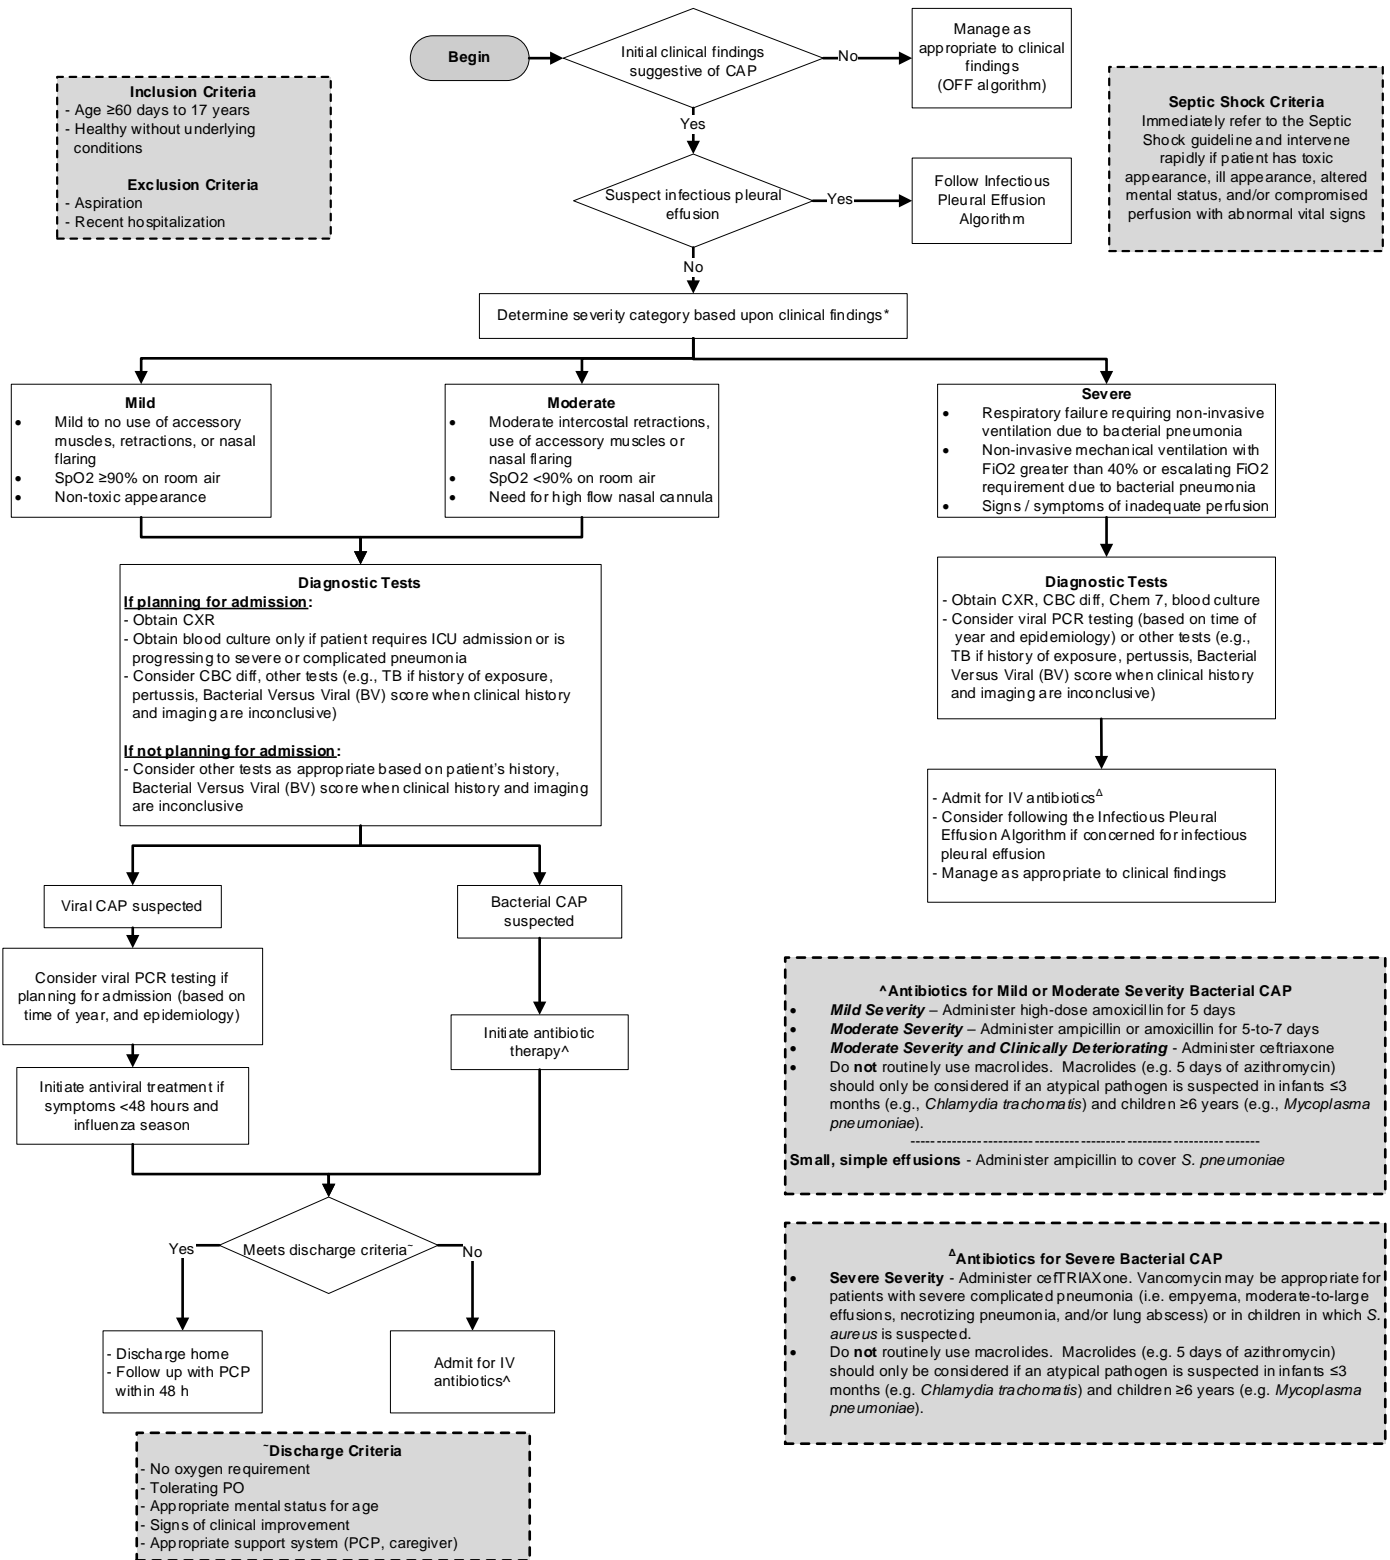 Begin
Initial clinical findings
suggestive of CAP
No
Manage as
appropriate to clinical
findings
(OFF algorithm)
Inclusion Criteria
- Age ≥60 days to 17 years
- Healthy without underlying
conditions
Exclusion Criteria
- Aspiration
- Recent hospitalization
Septic Shock Criteria
Immediately refer to the Septic
Shock guideline and intervene
rapidly if patient has toxic
appearance, ill appearance, altered
mental status, and/or compromised
perfusion with abnormal vital signs
Yes
Suspect infectious pleural
effusion
Yes
Follow Infectious
Pleural Effusion
Algorithm
No
Determine severity category based upon clinical findings*
Mild
• Mild to no use of accessory
muscles, retractions, or nasal
flaring
• SpO2 ≥90% on room air
• Non-toxic appearance
Moderate
• Moderate intercostal retractions,
use of accessory muscles or
nasal flaring
• SpO2 <90% on room air
• Need for high flow nasal cannula
Severe
• Respiratory failure requiring non-invasive
ventilation due to bacterial pneumonia
• Non-invasive mechanical ventilation with
FiO2 greater than 40% or escalating FiO2
requirement due to bacterial pneumonia
• Signs / symptoms of inadequate perfusion
Diagnostic Tests
If planning for admission:
- Obtain CXR
- Obtain blood culture only if patient requires ICU admission or is
progressing to severe or complicated pneumonia
- Consider CBC diff, other tests (e.g., TB if history of exposure,
pertussis, Bacterial Versus Viral (BV) score when clinical history
and imaging are inconclusive)
If not planning for admission:
- Consider other tests as appropriate based on patient's history,
Bacterial Versus Viral (BV) score when clinical history and imaging
are inconclusive
Diagnostic Tests
- Obtain CXR, CBC diff, Chem 7, blood culture
- Consider viral PCR testing (based on time of
year and epidemiology) or other tests (e.g.,
TB if history of exposure, pertussis, Bacterial
Versus Viral (BV) score when clinical history
and imaging are inconclusive)
- Admit for IV antibiotics^Δ
- Consider following the Infectious Pleural
Effusion Algorithm if concerned for infectious
pleural effusion
- Manage as appropriate to clinical findings
Viral CAP suspected
Bacterial CAP
suspected
Consider viral PCR testing if
planning for admission (based on
time of year, and epidemiology)
Initiate antiviral treatment if
symptoms <48 hours and
influenza season
Initiate antibiotic
therapy^
^Antibiotics for Mild or Moderate Severity Bacterial CAP
• Mild Severity – Administer high-dose amoxicillin for 5 days
• Moderate Severity – Administer ampicillin or amoxicillin for 5-to-7 days
• Moderate Severity and Clinically Deteriorating - Administer ceftriaxone
• Do not routinely use macrolides. Macrolides (e.g. 5 days of azithromycin)
should only be considered if an atypical pathogen is suspected in infants ≤3
months (e.g., Chlamydia trachomatis) and children ≥6 years (e.g., Mycoplasma
pneumoniae).
Small, simple effusions - Administer ampicillin to cover S. pneumoniae
Meets discharge criteria~
Yes
No
- Discharge home
- Follow up with PCP
within 48 h
Admit for IV
antibiotics^
ΔAntibiotics for Severe Bacterial CAP
• Severe Severity - Administer cefTRIAXone. Vancomycin may be appropriate for
patients with severe complicated pneumonia (i.e. empyema, moderate-to-large
effusions, necrotizing pneumonia, and/or lung abscess) or in children in which S.
aureus is suspected.
• Do not routinely use macrolides. Macrolides (e.g. 5 days of azithromycin)
should only be considered if an atypical pathogen is suspected in infants ≤3
months (e.g. Chlamydia trachomatis) and children ≥6 years (e.g. Mycoplasma
pneumoniae).
~Discharge Criteria
- No oxygen requirement
- Tolerating PO
- Appropriate mental status for age
- Signs of clinical improvement
- Appropriate support system (PCP, caregiver)